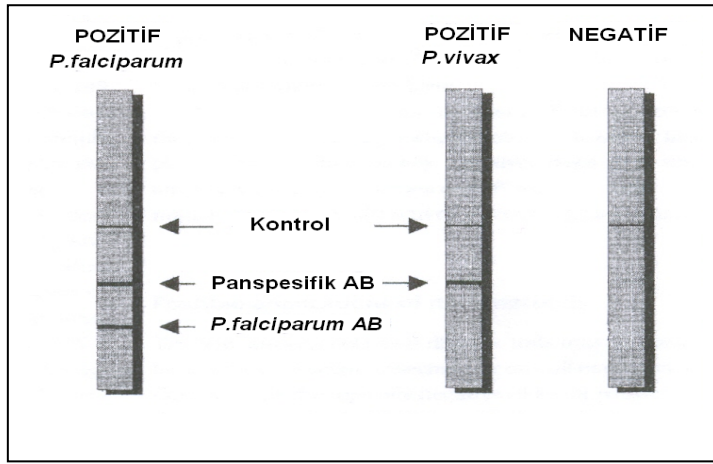 POZİTİF
P.falciparum
POZİTİF
P.vivax
NEGATİF
Kontrol
Panspesifik AB
P.falciparum AB